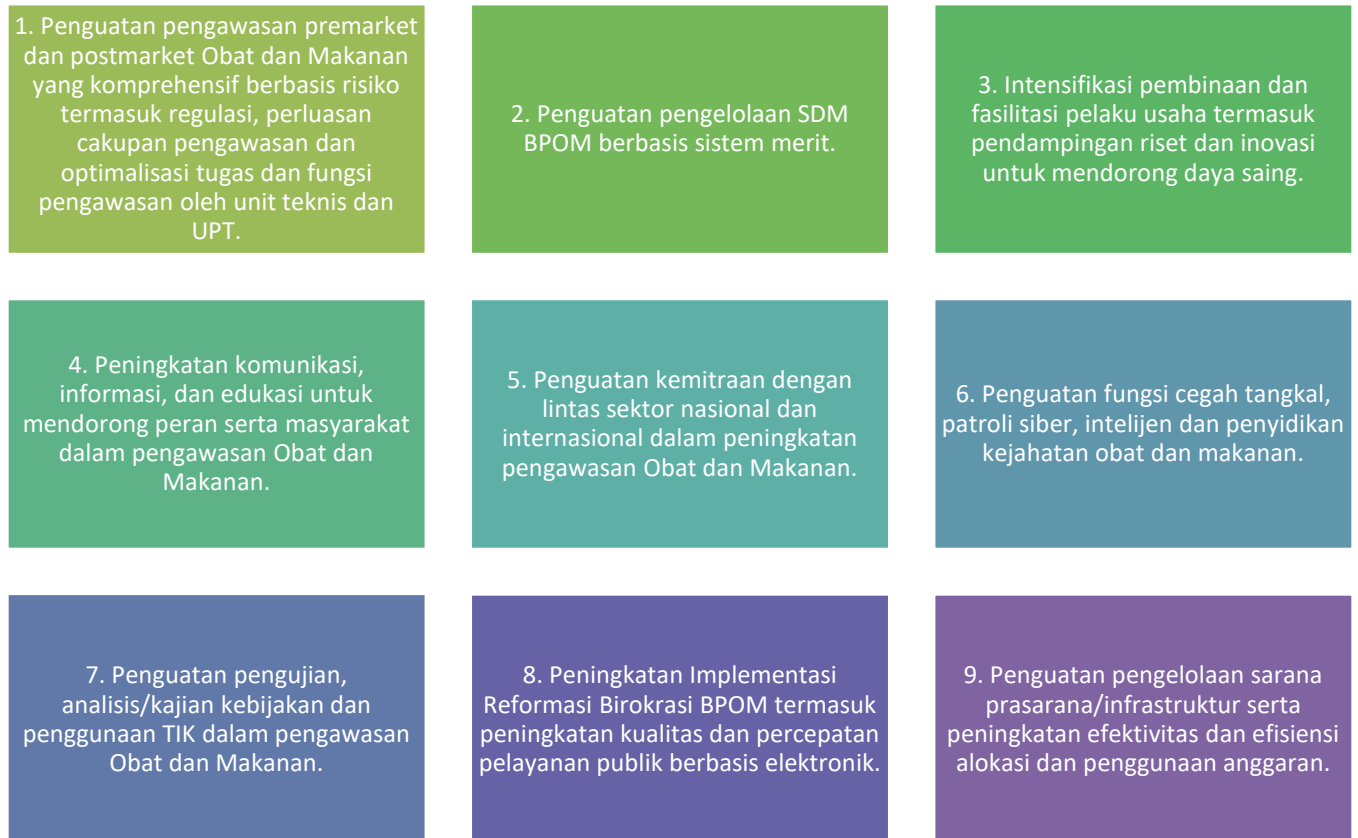 1. Penguatan pengawasan premarket
dan postmarket Obat dan Makanan
yang komprehensif berbasis risiko
termasuk regulasi, perluasan
cakupan pengawasan dan
optimalisasi tugas dan fungsi
pengawasan oleh unit teknis dan
UPT.
2. Penguatan pengelolaan SDM
BPOM berbasis sistem merit.
3. Intensifikasi pembinaan dan
fasilitasi pelaku usaha termasuk
pendampingan riset dan inovasi
untuk mendorong daya saing.
4. Peningkatan komunikasi,
informasi, dan edukasi untuk
mendorong peran serta masyarakat
dalam pengawasan Obat dan
Makanan.
5. Penguatan kemitraan dengan
lintas sektor nasional dan
internasional dalam peningkatan
pengawasan Obat dan Makanan.
6. Penguatan fungsi cegah tangkal,
patroli siber, intelijen dan penyidikan
kejahatan obat dan makanan.
7. Penguatan pengujian,
analisis/kajian kebijakan dan
penggunaan TIK dalam pengawasan
Obat dan Makanan.
8. Peningkatan Implementasi
Reformasi Birokrasi BPOM termasuk
peningkatan kualitas dan percepatan
pelayanan publik berbasis elektronik.
9. Penguatan pengelolaan sarana
prasarana/infrastruktur serta
peningkatan efektivitas dan efisiensi
alokasi dan penggunaan anggaran.